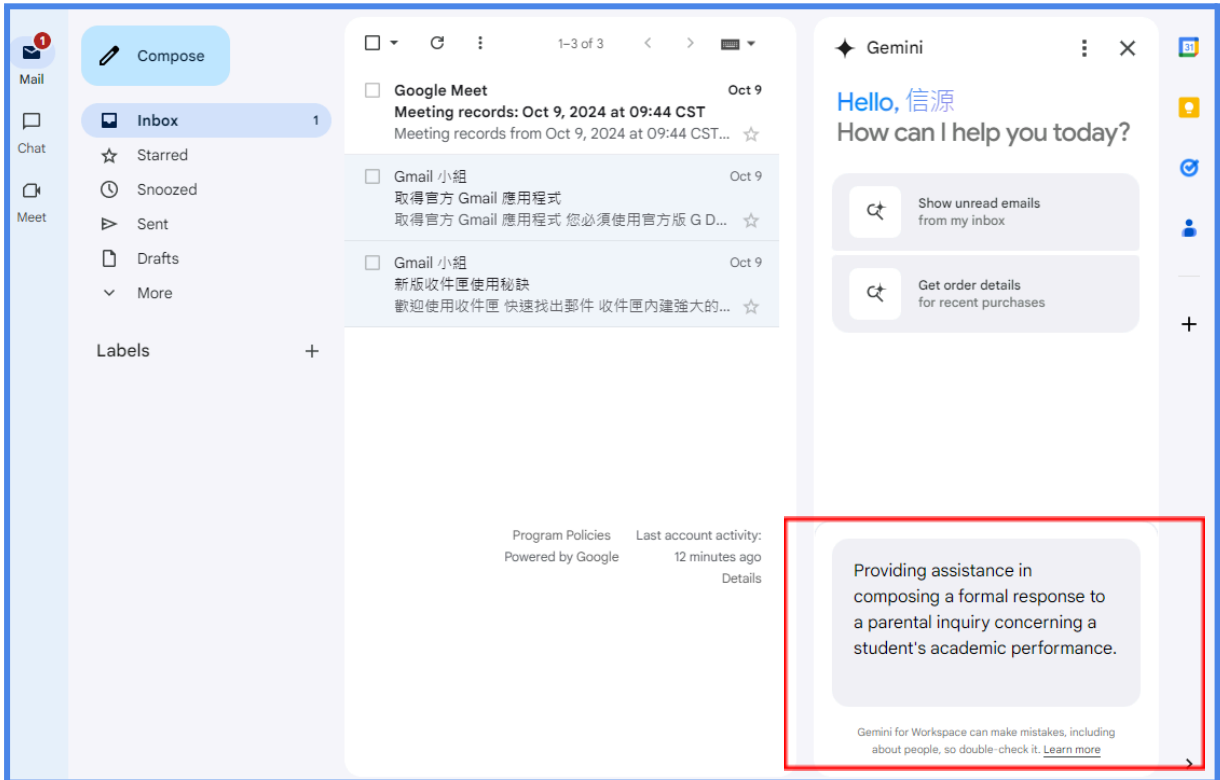 1
Mail
Chat
Meet
Compose
Inbox 1
Starred
Snoozed
Sent
Drafts
More
Labels
1–3 of 3
Google Meet Oct 9
Meeting records: Oct 9, 2024 at 09:44 CST
Meeting records from Oct 9, 2024 at 09:44 CST...
Gmail 小組 Oct 9
取得官方 Gmail 應用程式
取得官方 Gmail 應用程式 您必須使用官方版 G D...
Gmail 小組 Oct 9
新版收件匣使用秘訣
歡迎使用收件匣 快速找出郵件 收件匣內建強大的...
Program Policies
Powered by Google
Last account activity:
12 minutes ago
Details
Gemini
Hello, 信源
How can I help you today?
Show unread emails
from my inbox
Get order details
for recent purchases
Providing assistance in
composing a formal response to
a parental inquiry concerning a
student's academic performance.
Gemini for Workspace can make mistakes, including
about people, so double-check it. Learn more
31